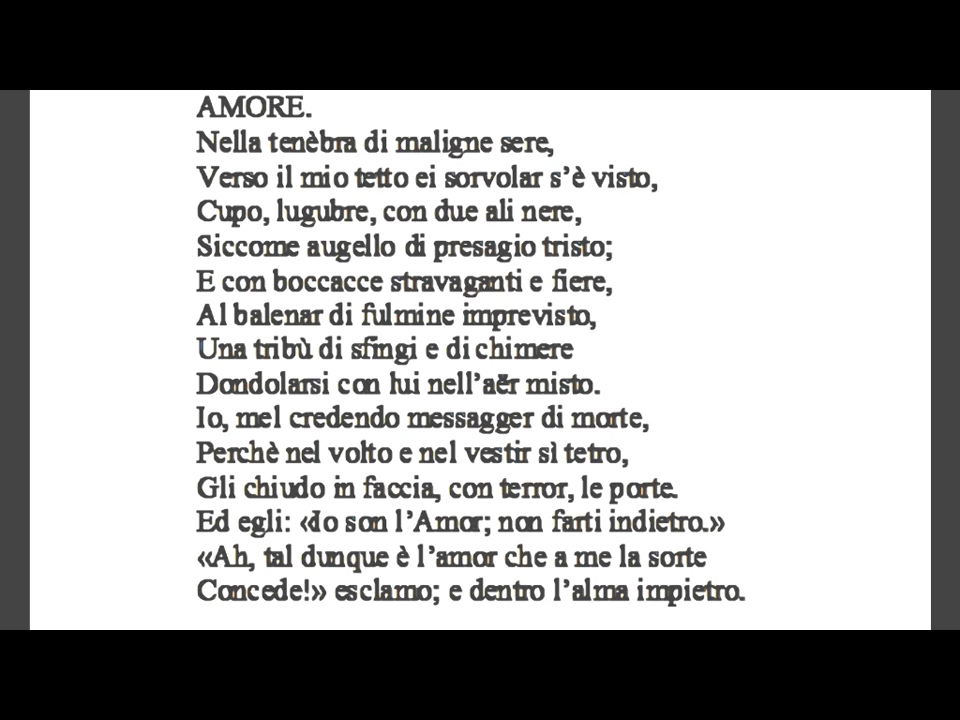 AMORE.
Nella tenèbra di maligne sere,
Verso il mio tetto ei sorvolar s'è visto,
Cupo, lugubre, con due ali nere,
Siccome augello di presagio tristo;
E con boccacce stravaganti e fiere,
Al balenar di fulmine imprevisto,
Una tribù di sfingi e di chimere
Dondolarsi con lui nell'aër misto.
Io, mel credendo messagger di morte,
Perchè nel volto e nel vestir sì tetro,
Gli chiudo in faccia, con terror, le porte.
Ed egli: «Io son l'Amor; non farti indietro.»
«Ah, tal dunque è l'amor che a me la sorte
Concede!» esclamo; e dentro l'alma impietro.